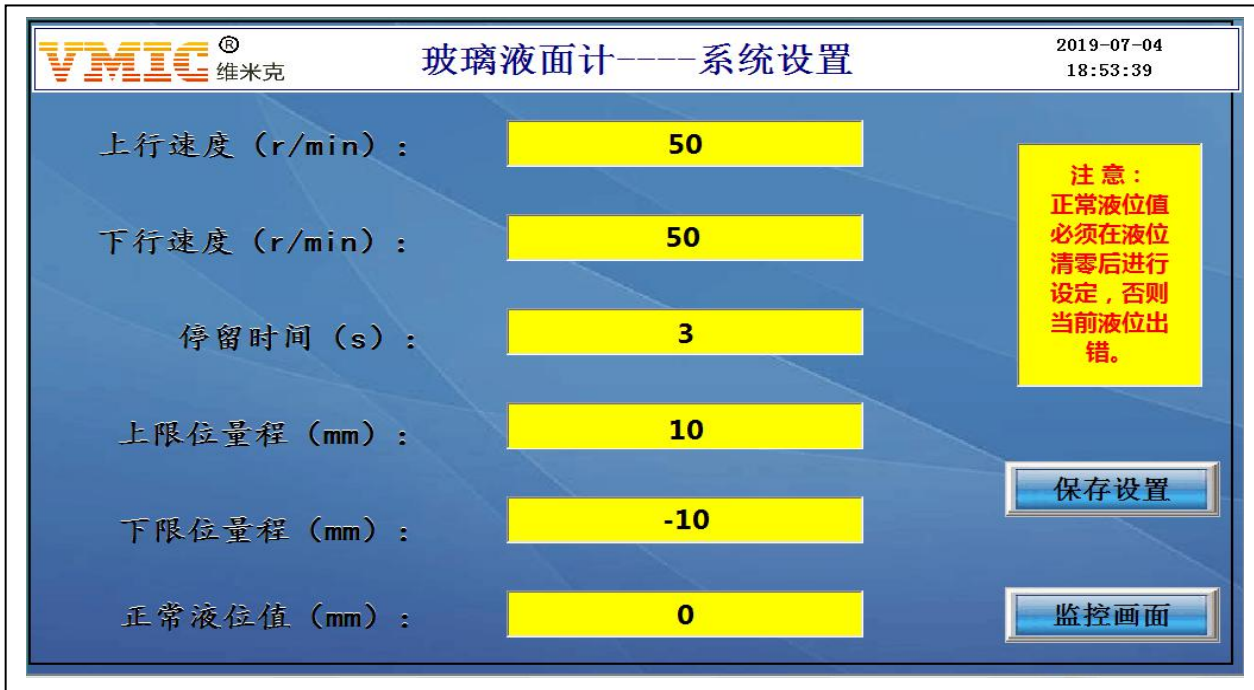 VMIC®维米克
玻璃液面计----系统设置
2019-07-04
18:53:39
上行速度（r/min）：
50
下行速度（r/min）：
50
停留时间（s）：
3
上限位量程（mm）：
10
下限位量程（mm）：
-10
正常液位值（mm）：
0
注意：
正常液位值
必须在液位
清零后进行
设定，否则
当前液位出
错。
保存设置
监控画面